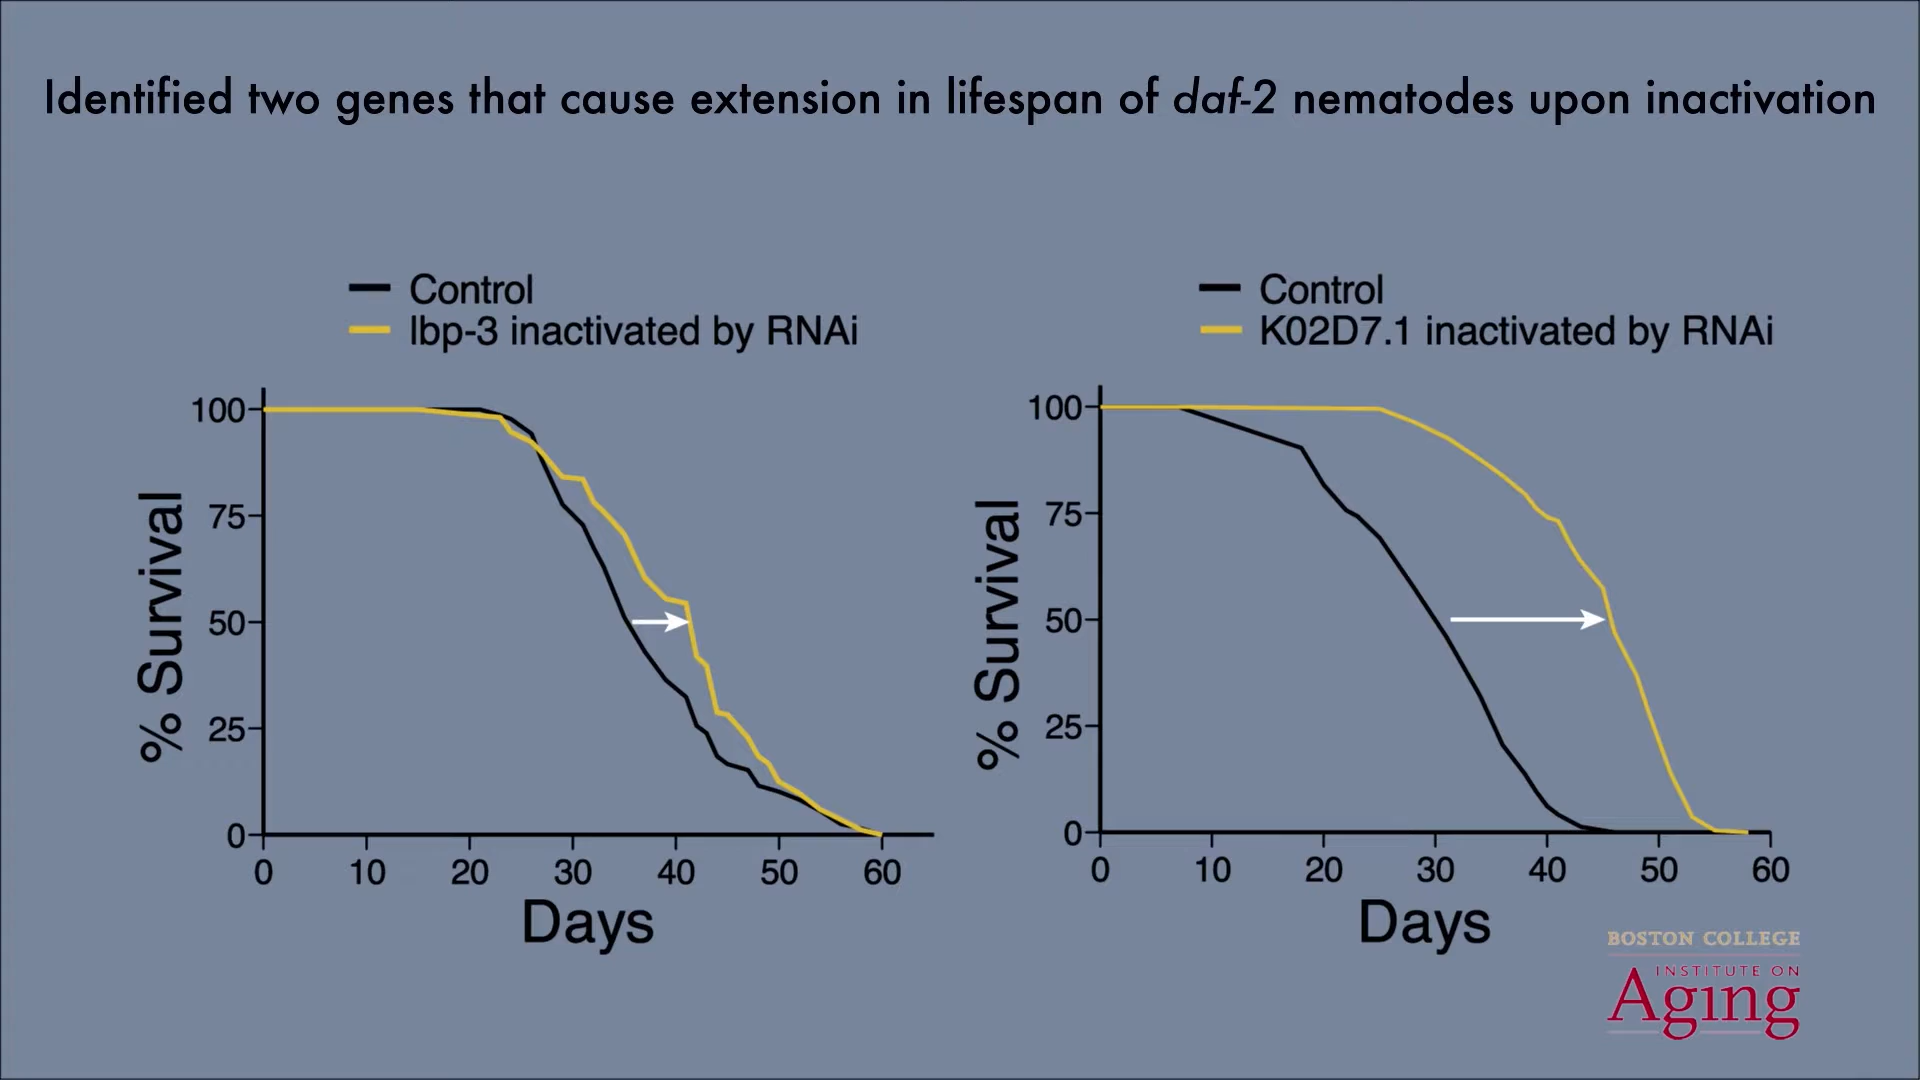 Identified two genes that cause extension in lifespan of daf-2 nematodes upon inactivation
Control
lbp-3 inactivated by RNAi
100
75
50
25
0
% Survival
0 10 20 30 40 50 60
Days
Control
K02D7.1 inactivated by RNAi
100
75
50
25
0
% Survival
0 10 20 30 40 50 60
Days
BOSTON COLLEGE
INSTITUTE ON
Aging